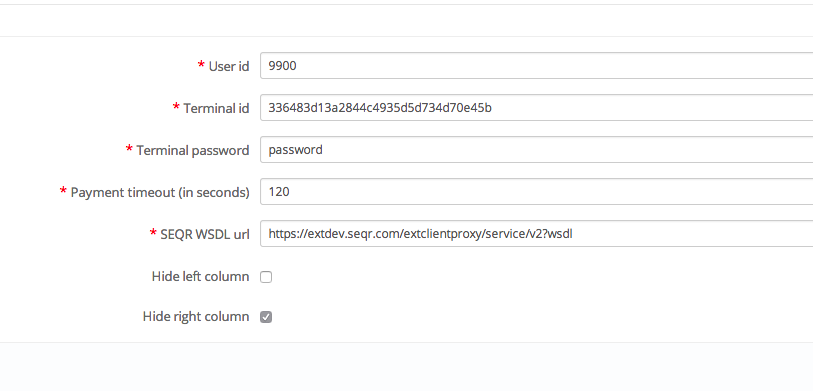 * User id 9900
* Terminal id 336483d13a2844c4935d5d734d70e45b
* Terminal password password
* Payment timeout (in seconds) 120
* SEQR WSDL url https://extdev.seqr.com/extclientproxy/service/v2?wsdl
Hide left column
Hide right column